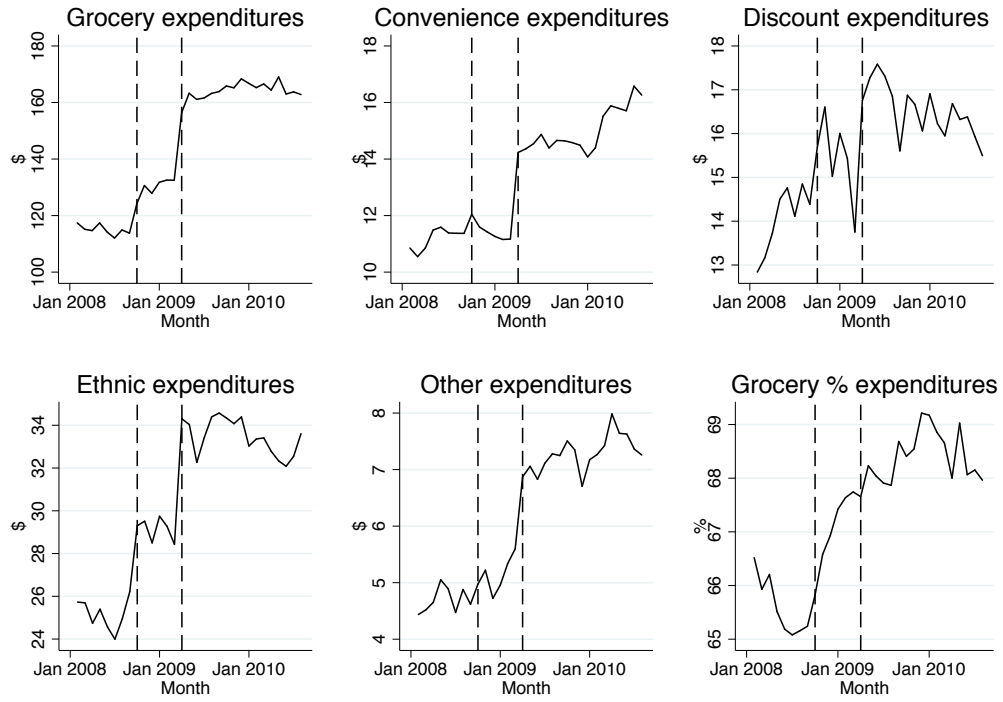 Grocery expenditures
$
180
160
140
120
100
Jan 2008 Jan 2009 Jan 2010
Month
Convenience expenditures
$
18
16
14
12
10
Jan 2008 Jan 2009 Jan 2010
Month
Discount expenditures
$
18
17
16
15
14
13
Jan 2008 Jan 2009 Jan 2010
Month
Ethnic expenditures
$
34
32
30
28
26
24
Jan 2008 Jan 2009 Jan 2010
Month
Other expenditures
$
8
7
6
5
4
Jan 2008 Jan 2009 Jan 2010
Month
Grocery % expenditures
%
69
68
67
66
65
Jan 2008 Jan 2009 Jan 2010
Month